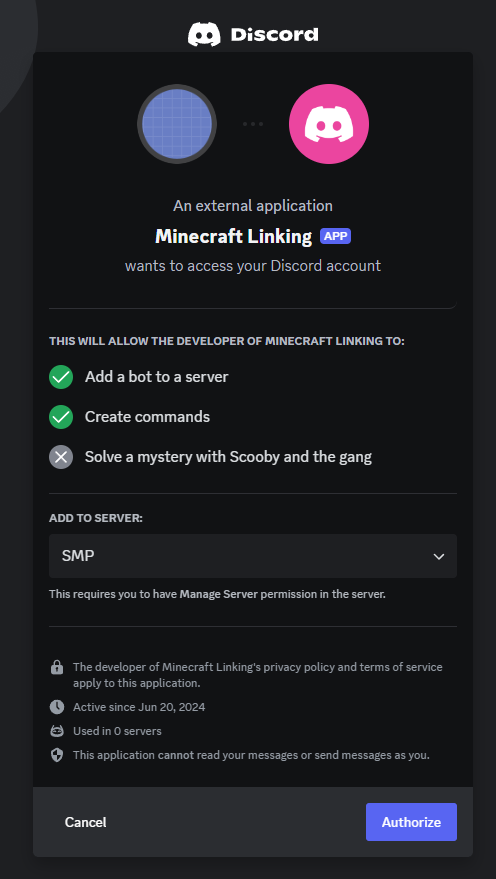 Discord
An external application
Minecraft Linking APP
wants to access your Discord account
THIS WILL ALLOW THE DEVELOPER OF MINECRAFT LINKING TO:
Add a bot to a server
Create commands
Solve a mystery with Scooby and the gang
ADD TO SERVER:
SMP
This requires you to have Manage Server permission in the server.
The developer of Minecraft Linking's privacy policy and terms of service
apply to this application.
Active since Jun 20, 2024
Used in 0 servers
This application cannot read your messages or send messages as you.
Cancel Authorize